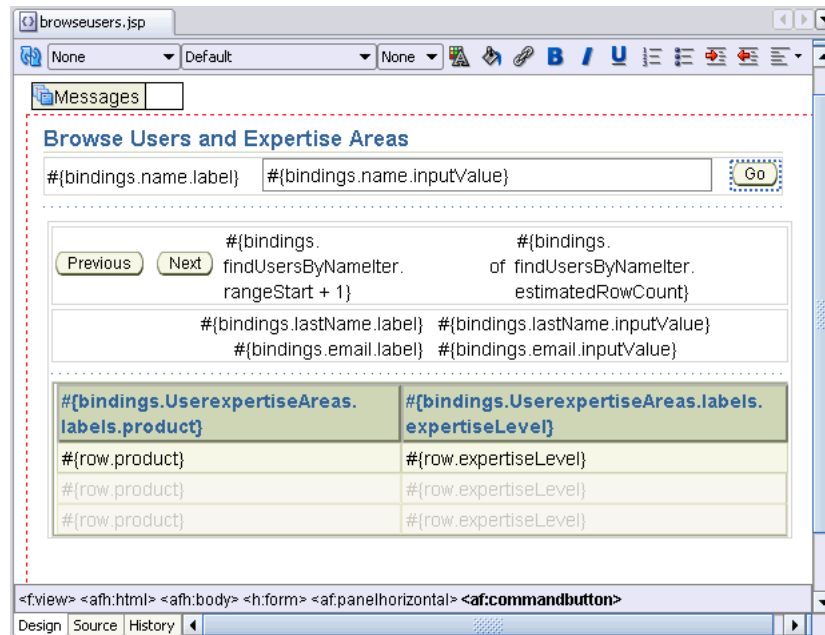 browseusers.jsp
None Default None B I U
Messages
Browse Users and Expertise Areas
#{bindings.name.label} #{bindings.name.inputValue} Go
#{bindings. #{bindings.
Previous Next findUsersByNameIter. of findUsersByNameIter.
rangeStart + 1} estimatedRowCount}
#{bindings.lastName.label} #{bindings.lastName.inputValue}
#{bindings.email.label} #{bindings.email.inputValue}
#{bindings.UserexpertiseAreas. #{bindings.UserexpertiseAreas.labels.
labels.product} expertiseLevel}
#{row.product} #{row.expertiseLevel}
#{row.product} #{row.expertiseLevel}
#{row.product} #{row.expertiseLevel}
<f:view> <afh:html> <afh:body> <h:form> <af:panelhorizontal> <af:commandbutton>
Design Source History